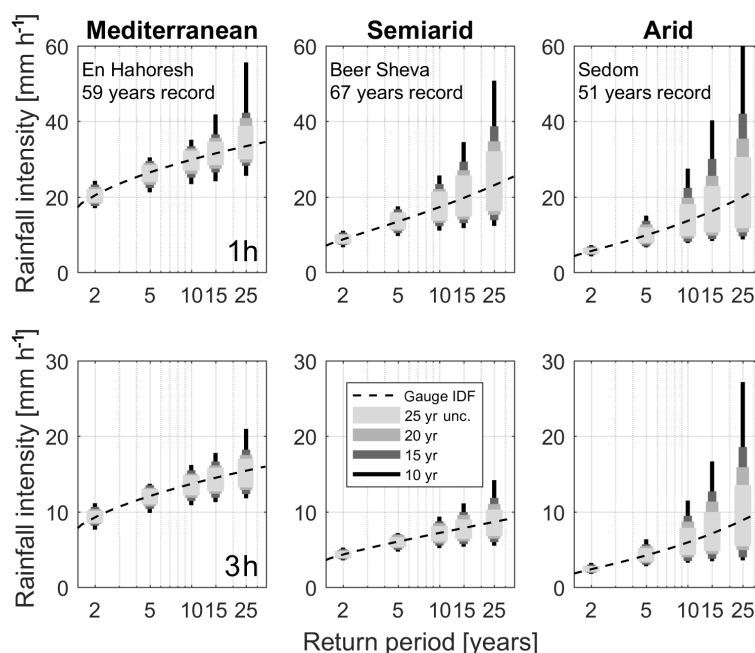 Mediterranean Semiarid Arid
Rainfall intensity [mm h⁻¹]
60 60 60
En Hahoresh Beer Sheva Sedom
59 years record 67 years record 51 years record
40 40 40
20 20 20
1h
0 0 0
2 5 10 15 25 2 5 10 15 25 2 5 10 15 25
Rainfall intensity [mm h⁻¹]
30 30 30
Gauge IDF
25 yr unc.
20 20 20
20 yr
15 yr
10 yr
10 10 10
3h
0 0 0
2 5 10 15 25 2 5 10 15 25 2 5 10 15 25
Return period [years]